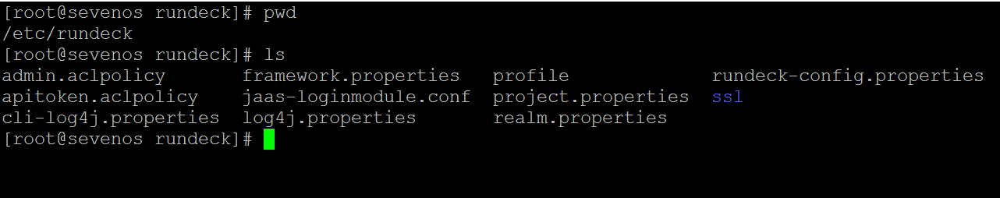 [root@sevenos rundeck]# pwd
/etc/rundeck
[root@sevenos rundeck]# ls
admin.aclpolicy       framework.properties   profile             rundeck-config.properties
apitoken.aclpolicy    jaas-loginmodule.conf  project.properties  ssl
cli-log4j.properties  log4j.properties       realm.properties
[root@sevenos rundeck]#